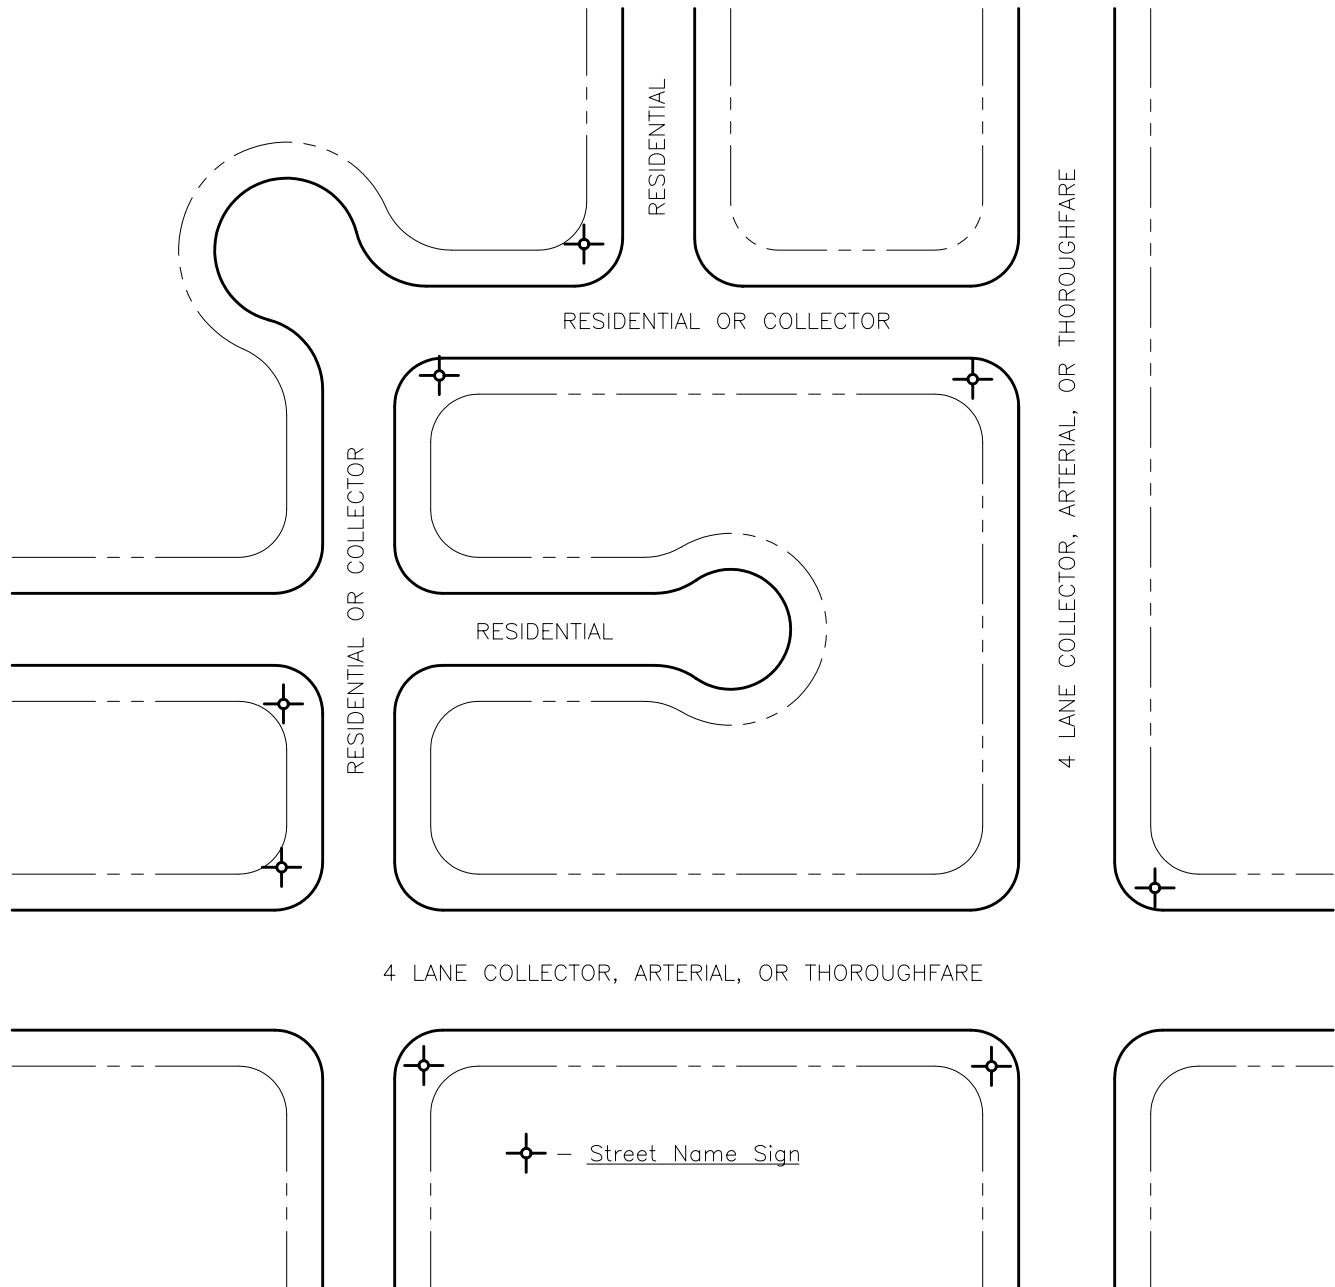 RESIDENTIAL
4 LANE COLLECTOR, ARTERIAL, OR THOROUGHFARE
RESIDENTIAL OR COLLECTOR
RESIDENTIAL OR COLLECTOR
RESIDENTIAL
4 LANE COLLECTOR, ARTERIAL, OR THOROUGHFARE
– Street Name Sign